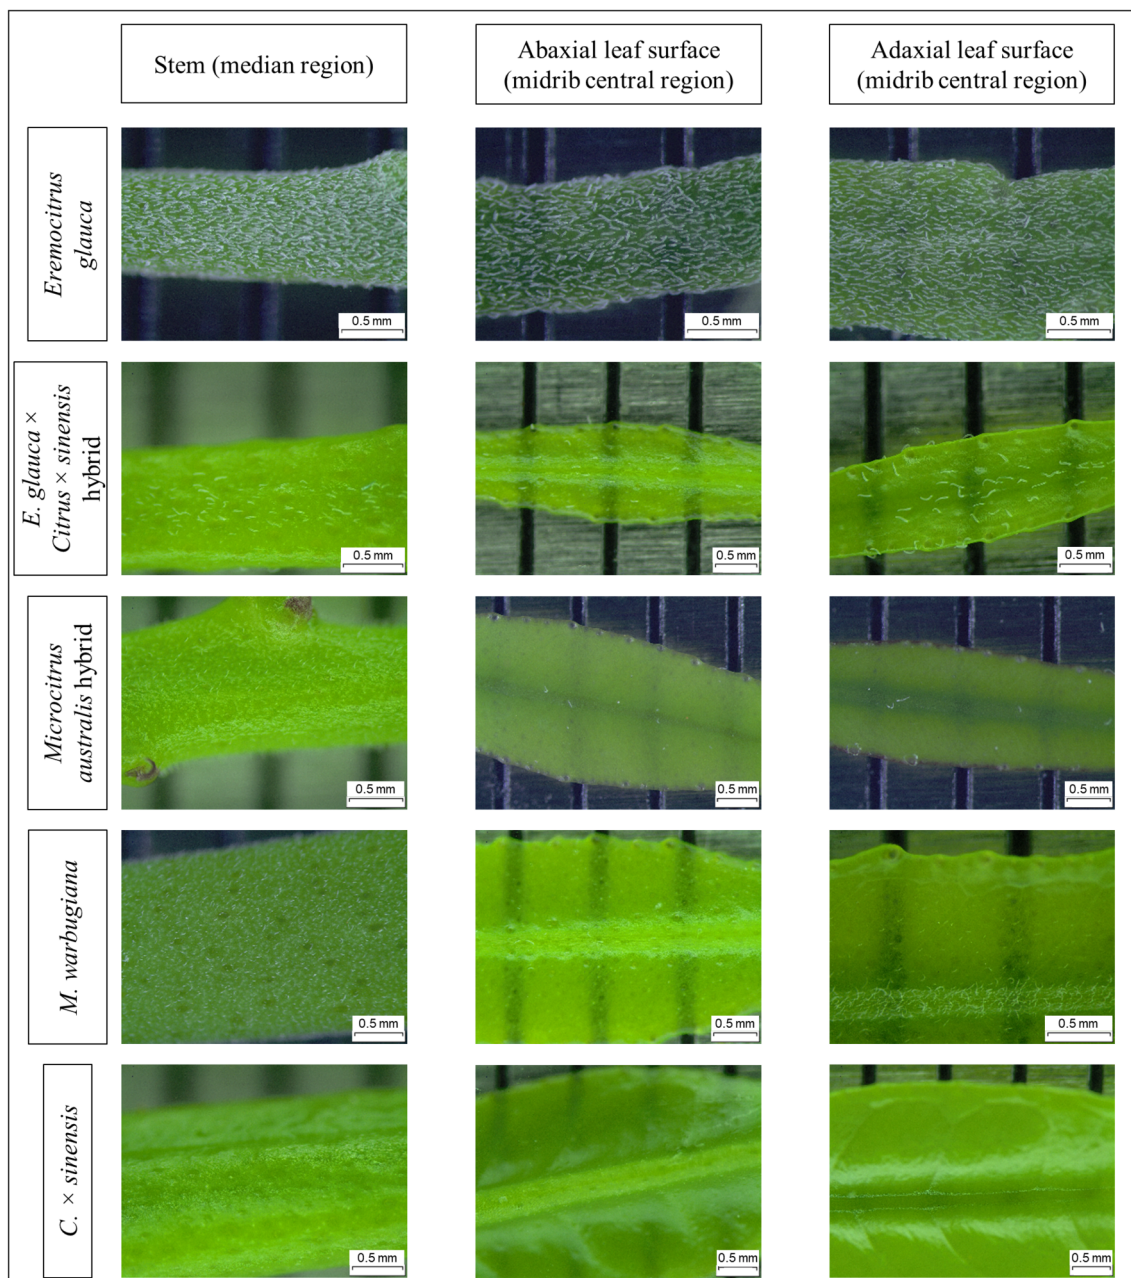 Stem (median region)
Abaxial leaf surface
(midrib central region)
Adaxial leaf surface
(midrib central region)
Eremocitrus
glauca
0.5 mm
0.5 mm
0.5 mm
E. glauca ×
Citrus × sinensis
hybrid
0.5 mm
0.5 mm
0.5 mm
Microcitrus
australis hybrid
0.5 mm
0.5 mm
0.5 mm
M. warbugiana
0.5 mm
0.5 mm
0.5 mm
C. × sinensis
0.5 mm
0.5 mm
0.5 mm